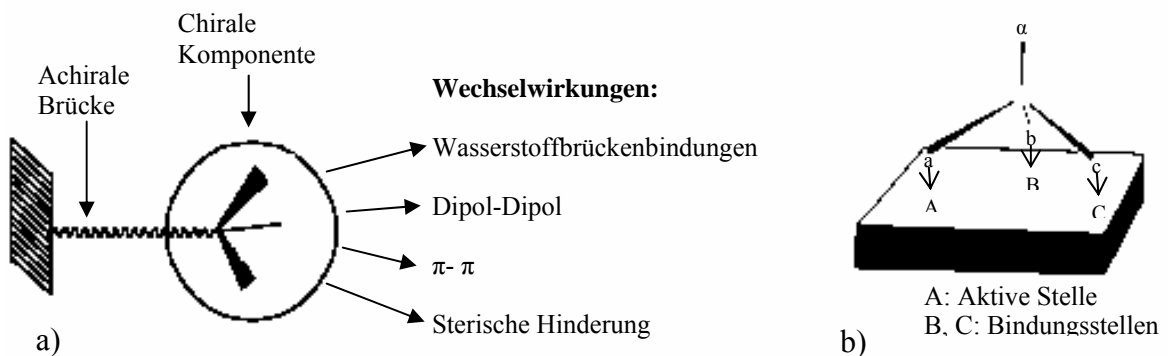 Chirale
Komponente
Achirale
Brücke
Wechselwirkungen:
Wasserstoffbrückenbindungen
Dipol-Dipol
π- π
Sterische Hinderung
a)
α
a
b
c
A
B
C
A: Aktive Stelle
B, C: Bindungsstellen
b)